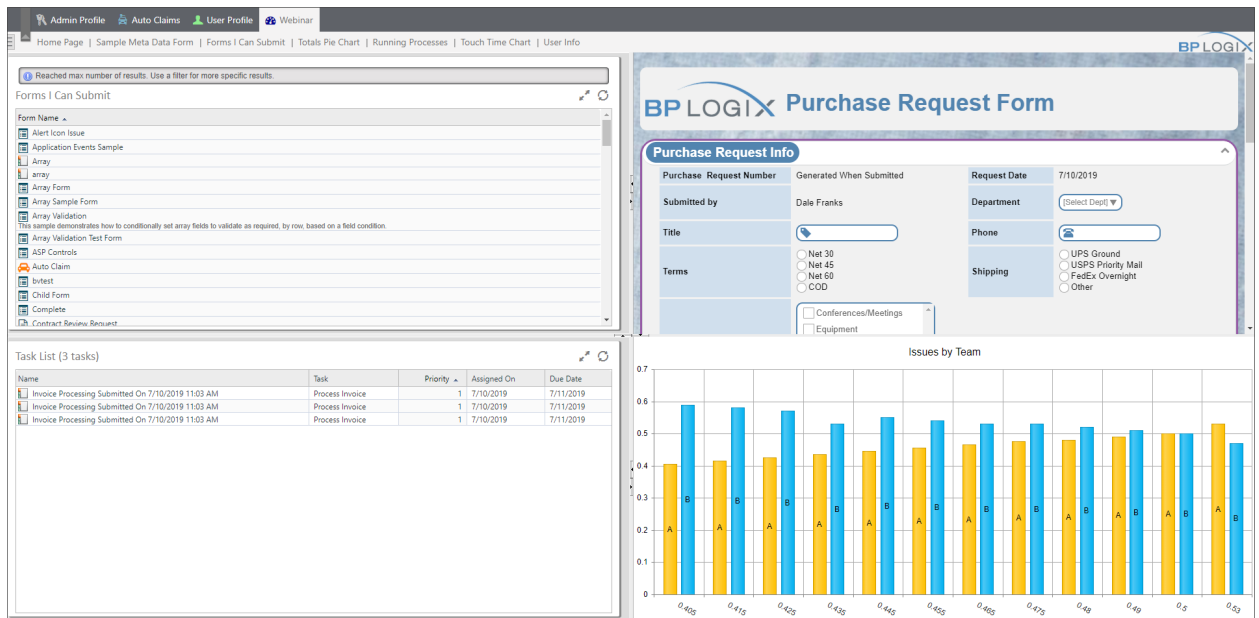 Admin Profile Auto Claims User Profile Webinar
Home Page | Sample Meta Data Form | Forms I Can Submit | Totals Pie Chart | Running Processes | Touch Time Chart | User Info
BP LOGIX
Reached max number of results. Use a filter for more specific results.
Forms I Can Submit
Form Name
Alert Icon Issue
Application Events Sample
Array
array
Array Form
Array Sample Form
Array Validation
This sample demonstrates how to conditionally set array fields to validate as required, by row, based on a field condition.
Array Validation Test Form
ASP Controls
Auto Claim
bvtest
Child Form
Complete
Contract Review Request
BP LOGIX Purchase Request Form
Purchase Request Info
Purchase Request Number Generated When Submitted Request Date 7/10/2019
Submitted by Dale Franks Department [Select Dept]
Title Phone
Terms
Net 30
Net 45
Net 60
COD
Shipping
UPS Ground
USPS Priority Mail
FedEx Overnight
Other
Conferences/Meetings
Equipment
Task List (3 tasks)
Name Task Priority Assigned On Due Date
Invoice Processing Submitted On 7/10/2019 11:03 AM Process Invoice 1 7/10/2019 7/11/2019
Invoice Processing Submitted On 7/10/2019 11:03 AM Process Invoice 1 7/10/2019 7/11/2019
Invoice Processing Submitted On 7/10/2019 11:03 AM Process Invoice 1 7/10/2019 7/11/2019
Issues by Team
0.7
0.6
0.5
0.4
0.3
0.2
0.1
0
A B A B A B A B A B A B A B A B A B A B A B A B
0.405 0.415 0.425 0.435 0.445 0.455 0.465 0.475 0.48 0.49 0.5 0.53